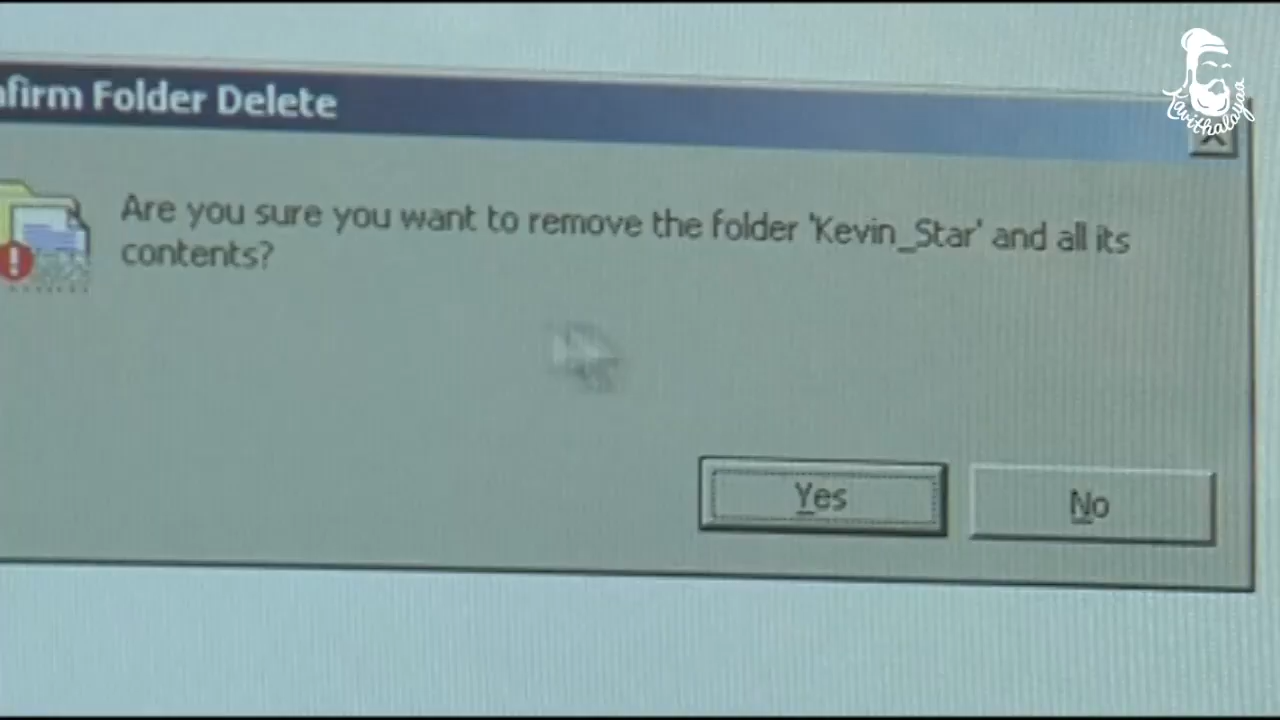 Kavithalayaa
nfirm Folder Delete
Are you sure you want to remove the folder 'Kevin_Star' and all its
contents?
Yes
No